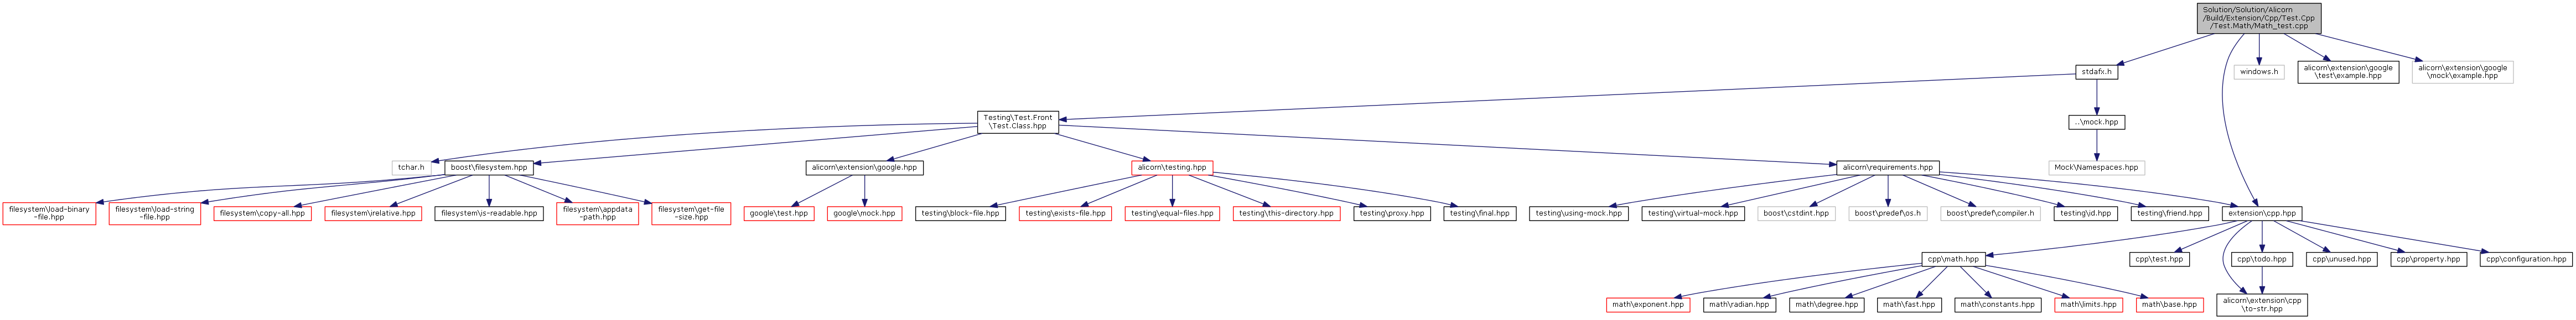 Solution/Solution/Alicorn
/Build/Extension/Cpp/Test.Cpp
/Test.Math/Math_test.cpp
stdafx.h
windows.h
alicorn\extension\google
\test\example.hpp
alicorn\extension\google
\mock\example.hpp
Testing\Test.Front
\Test.Class.hpp
..\mock.hpp
tchar.h
boost\filesystem.hpp
alicorn\extension\google.hpp
alicorn\testing.hpp
alicorn\requirements.hpp
Mock\Namespaces.hpp
filesystem\load-binary
-file.hpp
filesystem\load-string
-file.hpp
filesystem\copy-all.hpp
filesystem\relative.hpp
filesystem\is-readable.hpp
filesystem\appdata
-path.hpp
filesystem\get-file
-size.hpp
google\test.hpp
google\mock.hpp
testing\block-file.hpp
testing\exists-file.hpp
testing\equal-files.hpp
testing\this-directory.hpp
testing\proxy.hpp
testing\final.hpp
testing\using-mock.hpp
testing\virtual-mock.hpp
boost\cstdint.hpp
boost\predef\os.h
boost\predef\compiler.h
testing\id.hpp
testing\friend.hpp
extension\cpp.hpp
cpp\math.hpp
cpp\test.hpp
cpp\todo.hpp
cpp\unused.hpp
cpp\property.hpp
cpp\configuration.hpp
math\exponent.hpp
math\radian.hpp
math\degree.hpp
math\fast.hpp
math\constants.hpp
math\limits.hpp
math\base.hpp
alicorn\extension\cpp
\to-str.hpp